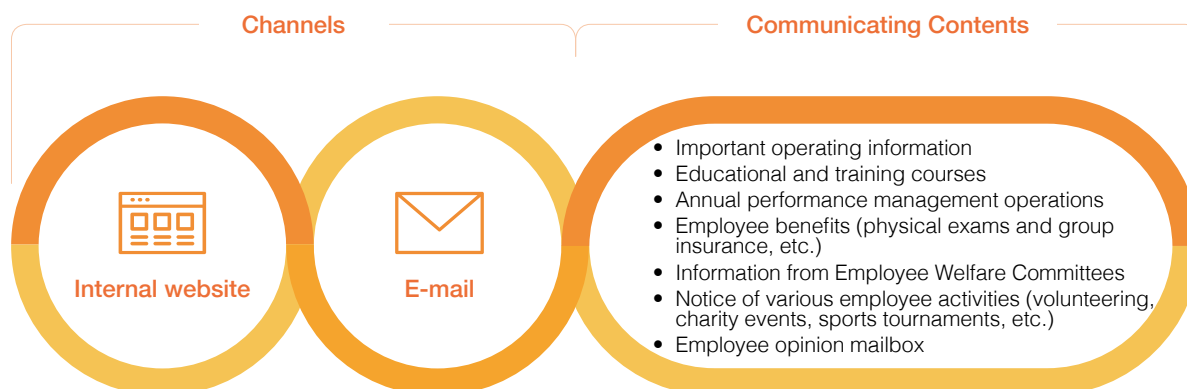 Channels
Communicating Contents
Internal website
E-mail
• Important operating information
• Educational and training courses
• Annual performance management operations
• Employee benefits (physical exams and group
insurance, etc.)
• Information from Employee Welfare Committees
• Notice of various employee activities (volunteering,
charity events, sports tournaments, etc.)
• Employee opinion mailbox